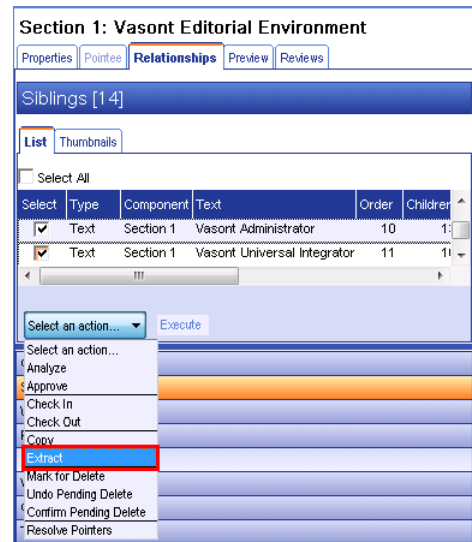 Section 1: Vasont Editorial Environment
Properties Pointee Relationships Preview Reviews
Siblings [14]
List Thumbnails
Select All
Select Type Component Text Order Children
Text Section 1 Vasont Administrator 10
Text Section 1 Vasont Universal Integrator 11
Select an action... Execute
Select an action...
Analyze
Approve
Check In
Check Out
Copy
Extract
Mark for Delete
Undo Pending Delete
Confirm Pending Delete
Resolve Pointers